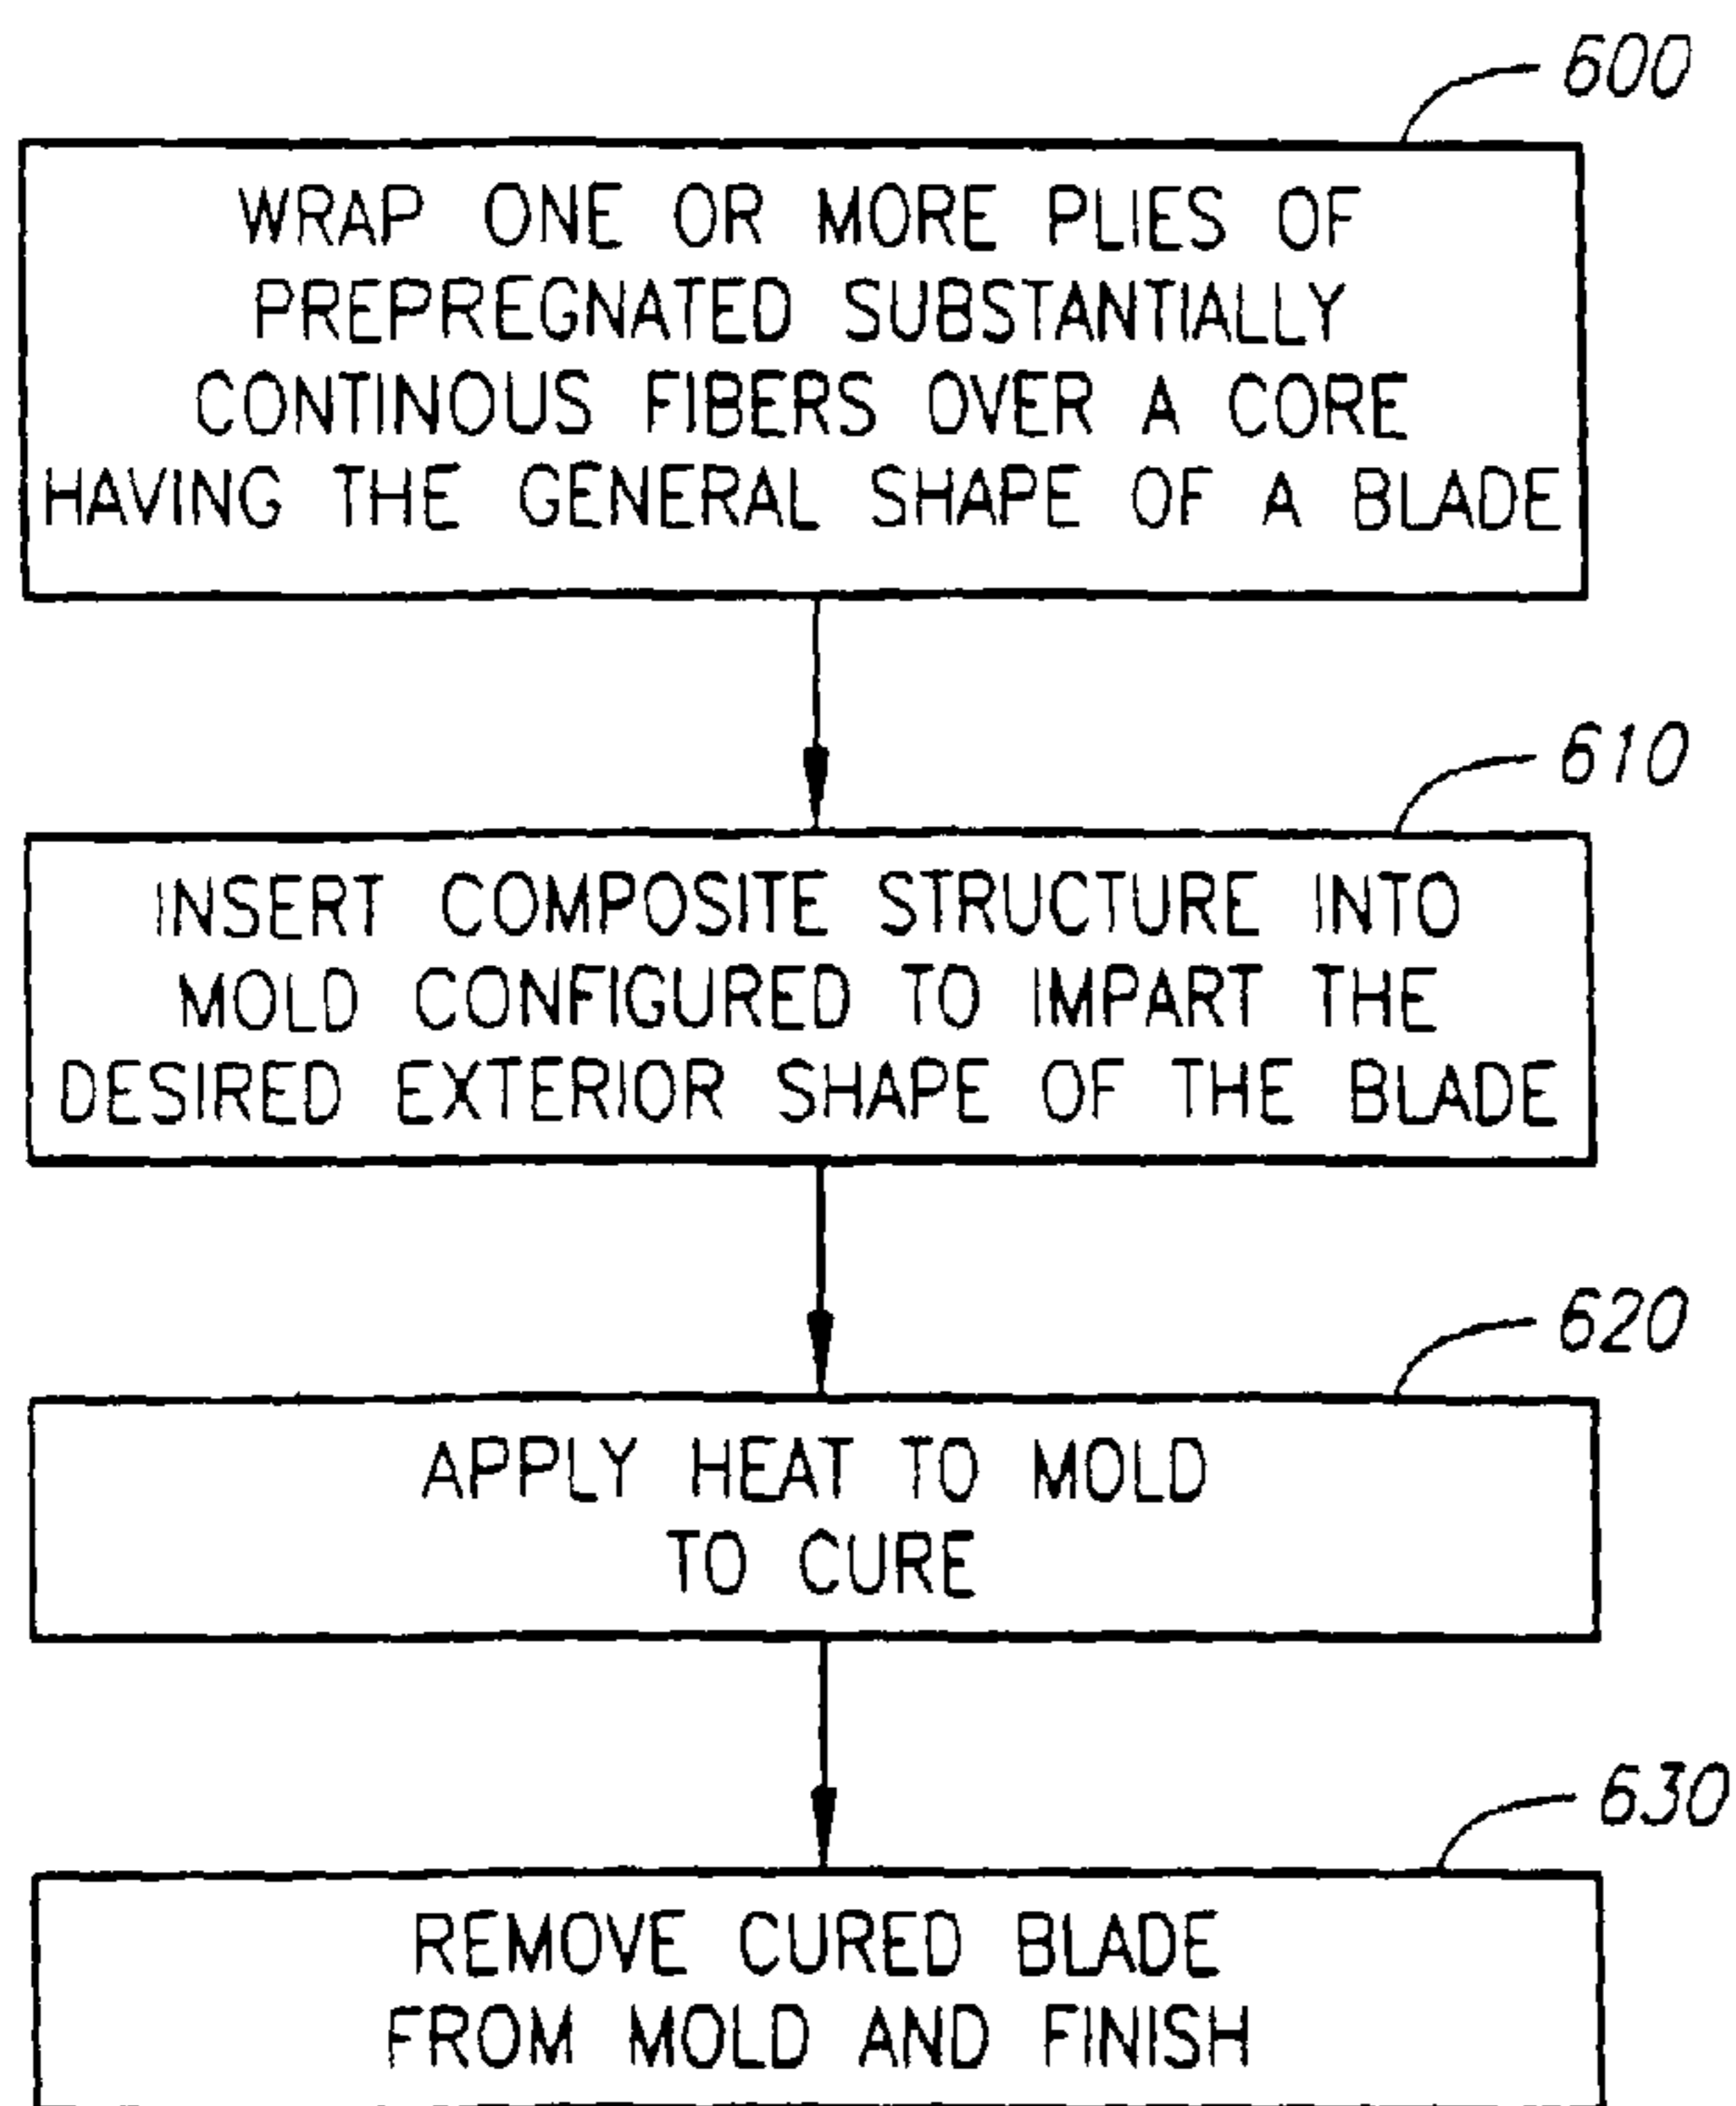 600
WRAP ONE OR MORE PLIES OF
PREPREGNATED SUBSTANTIALLY
CONTINOUS FIBERS OVER A CORE
HAVING THE GENERAL SHAPE OF A BLADE
610
INSERT COMPOSITE STRUCTURE INTO
MOLD CONFIGURED TO IMPART THE
DESIRED EXTERIOR SHAPE OF THE BLADE
620
APPLY HEAT TO MOLD
TO CURE
630
REMOVE CURED BLADE
FROM MOLD AND FINISH